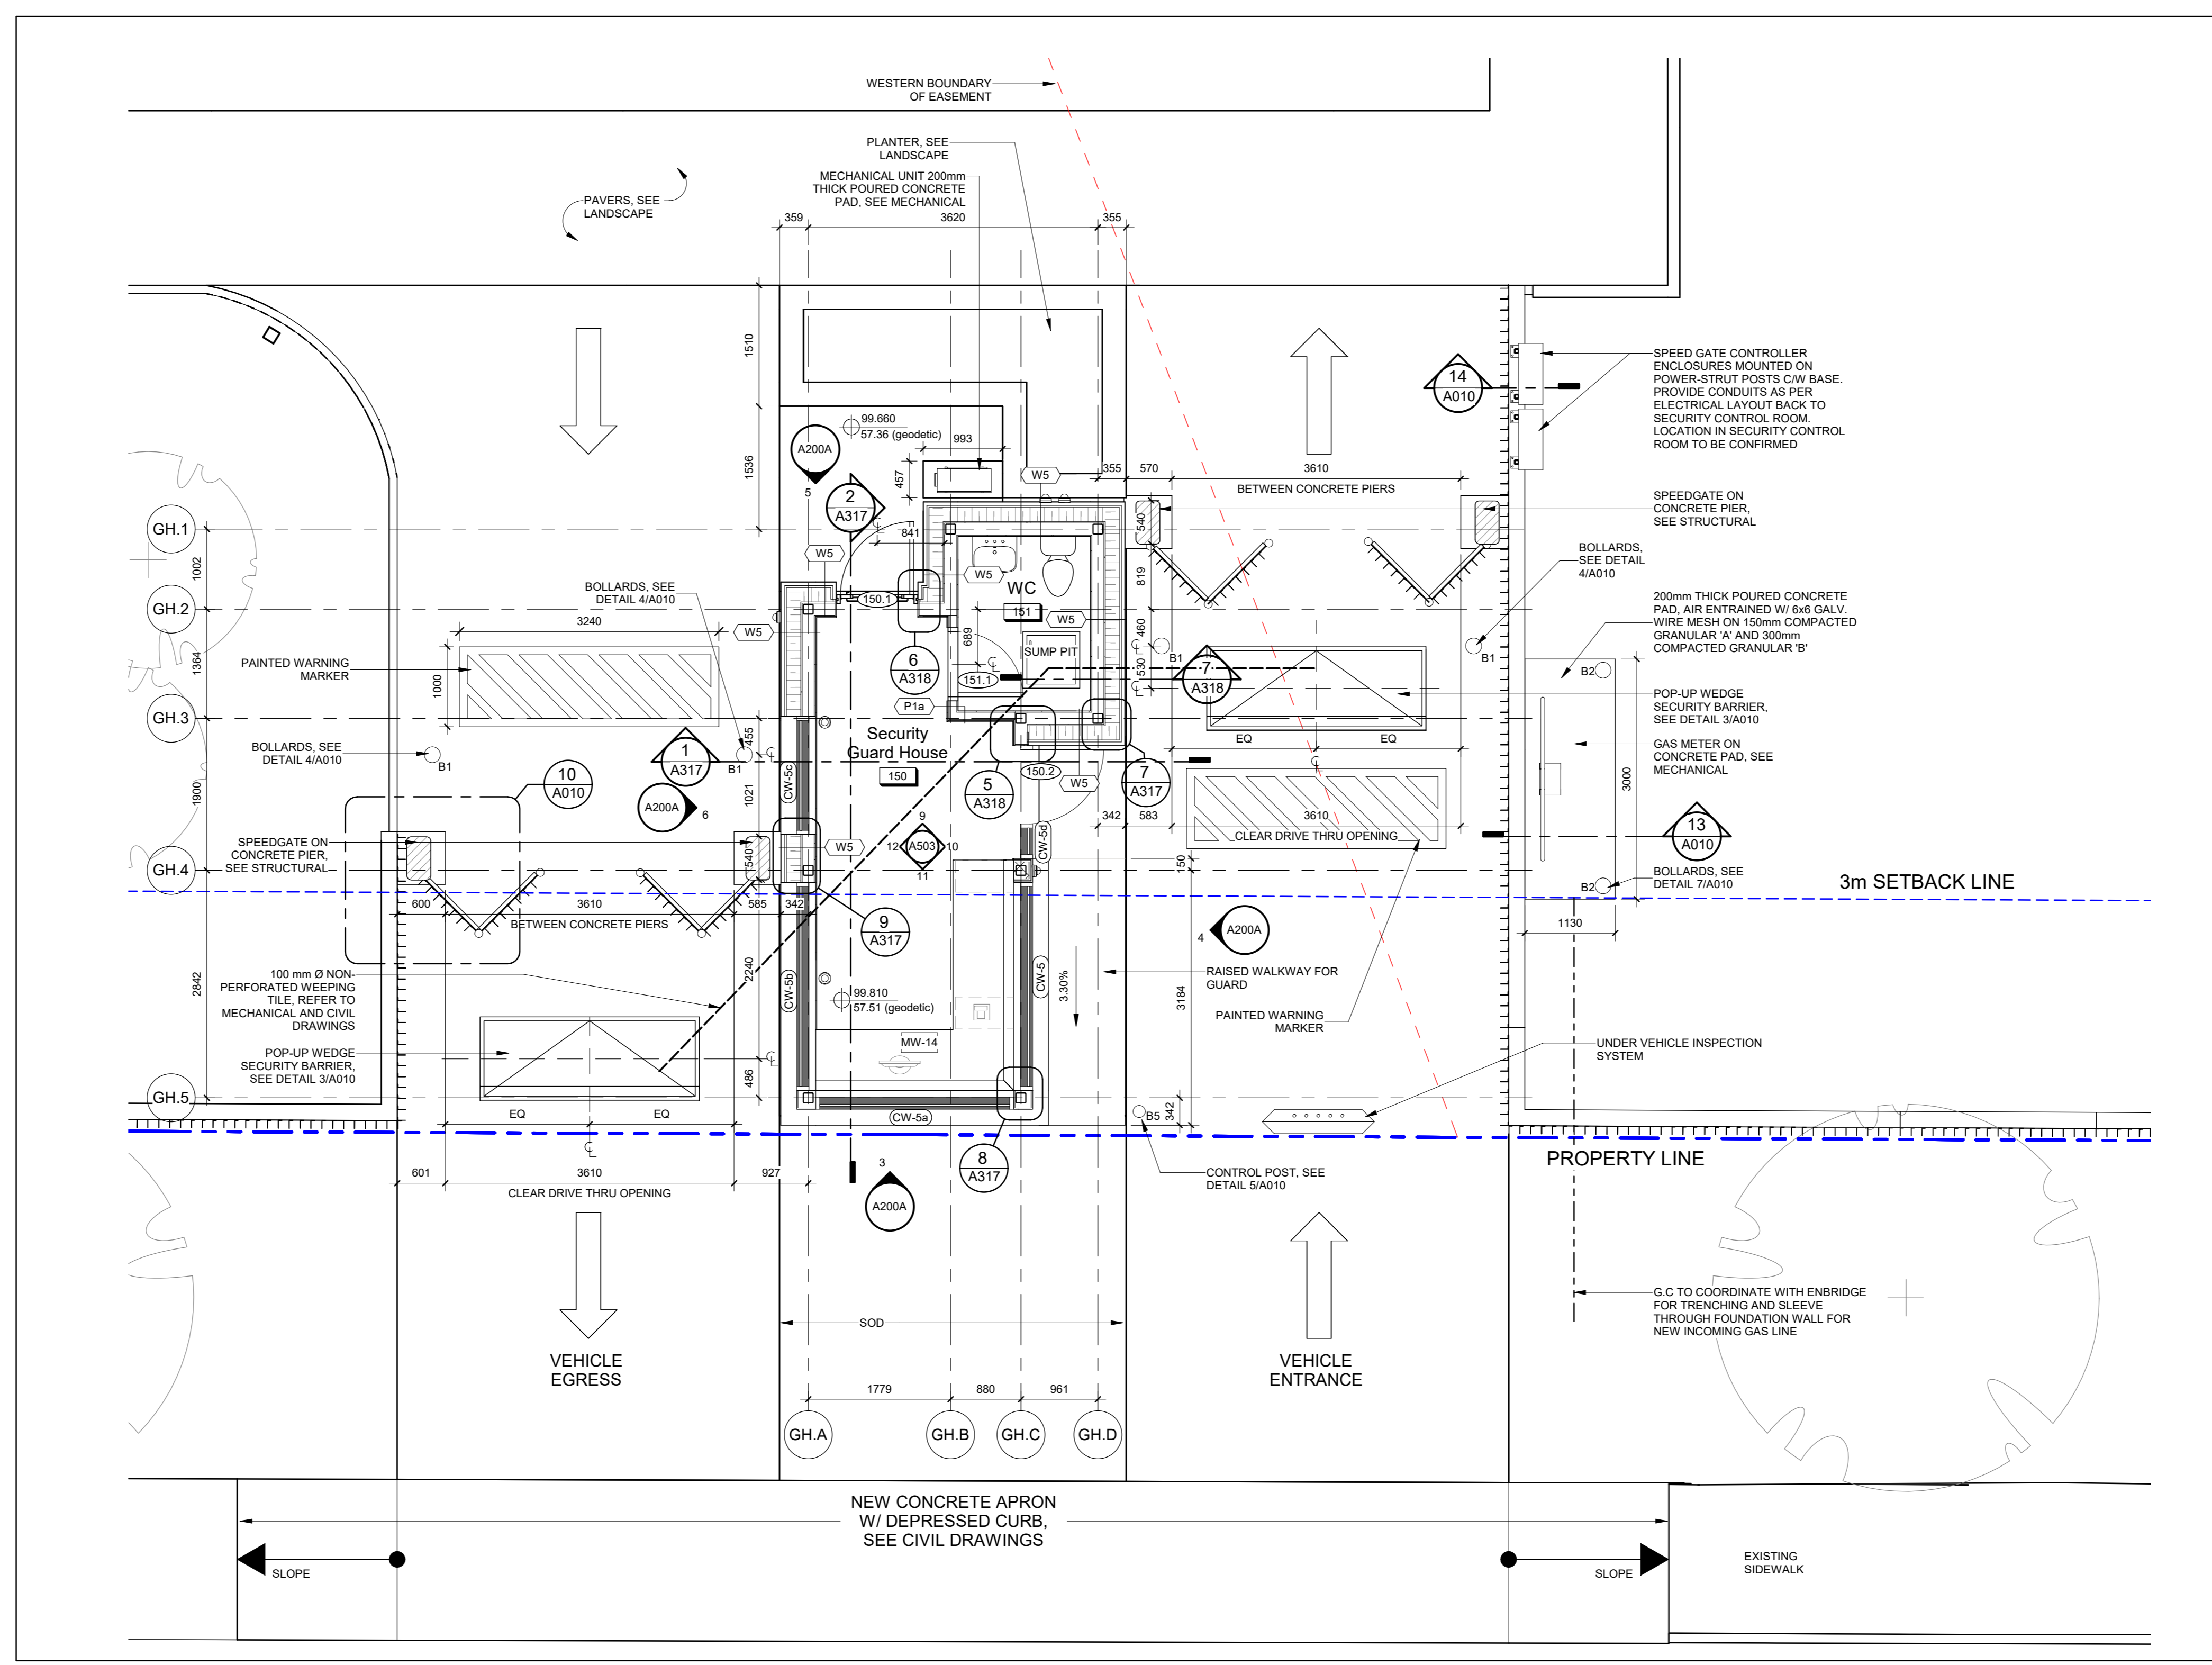 WESTERN BOUNDARY
OF EASEMENT
PLANTER, SEE
LANDSCAPE
MECHANICAL UNIT 200mm
THICK POURED CONCRETE
PAD, SEE MECHANICAL
PAVERS, SEE
LANDSCAPE
359
3620
355
1510
1536
99.660
57.36 (geodetic)
993
457
A200A
5
2
A317
841
W5
W5
W5
W5
W5
355
570
3610
BETWEEN CONCRETE PIERS
540
819
460
530
14
A010
SPEED GATE CONTROLLER
ENCLOSURES MOUNTED ON
POWER-STRUT POSTS C/W BASE.
PROVIDE CONDUITS AS PER
ELECTRICAL LAYOUT BACK TO
SECURITY CONTROL ROOM.
LOCATION IN SECURITY CONTROL
ROOM TO BE CONFIRMED
SPEEDGATE ON
CONCRETE PIER,
SEE STRUCTURAL
BOLLARDS,
SEE DETAIL
4/A010
200mm THICK POURED CONCRETE
PAD, AIR ENTRAINED W/ 6x6 GALV.
WIRE MESH ON 150mm COMPACTED
GRANULAR 'A' AND 300mm
COMPACTED GRANULAR 'B'
POP-UP WEDGE
SECURITY BARRIER,
SEE DETAIL 3/A010
GAS METER ON
CONCRETE PAD, SEE
MECHANICAL
GH.1
1002
GH.2
1364
GH.3
1900
GH.4
2842
GH.5
BOLLARDS, SEE
DETAIL 4/A010
3240
1000
PAINTED WARNING
MARKER
BOLLARDS, SEE
DETAIL 4/A010
B1
B1
B1
B1
B2
B2
150.1
WC
151
689
SUMP PIT
151.1
P1a
6
A318
7
A318
Security
Guard House
150
150.2
W5
5
A318
7
A317
1
A317
A200A
6
10
A010
455
1021
540
CW-5c
W5
9
12
A503
10
11
CW-5d
EQ
EQ
342
583
3610
CLEAR DRIVE THRU OPENING
150
3000
13
A010
BOLLARDS, SEE
DETAIL 7/A010
3m SETBACK LINE
1130
SPEEDGATE ON
CONCRETE PIER,
SEE STRUCTURAL
600
3610
585
342
BETWEEN CONCRETE PIERS
9
A317
2240
486
CW-5b
CW-5
3.30%
99.810
57.51 (geodetic)
MW-14
CW-5a
4
A200A
RAISED WALKWAY FOR
GUARD
3184
PAINTED WARNING
MARKER
UNDER VEHICLE INSPECTION
SYSTEM
100 mm Ø NON-
PERFORATED WEEPING
TILE, REFER TO
MECHANICAL AND CIVIL
DRAWINGS
POP-UP WEDGE
SECURITY BARRIER,
SEE DETAIL 3/A010
EQ
EQ
B5
342
PROPERTY LINE
601
3610
927
CLEAR DRIVE THRU OPENING
3
A200A
8
A317
CONTROL POST, SEE
DETAIL 5/A010
G.C TO COORDINATE WITH ENBRIDGE
FOR TRENCHING AND SLEEVE
THROUGH FOUNDATION WALL FOR
NEW INCOMING GAS LINE
SOD
VEHICLE
EGRESS
VEHICLE
ENTRANCE
1779
880
961
GH.A
GH.B
GH.C
GH.D
NEW CONCRETE APRON
W/ DEPRESSED CURB,
SEE CIVIL DRAWINGS
SLOPE
SLOPE
EXISTING
SIDEWALK